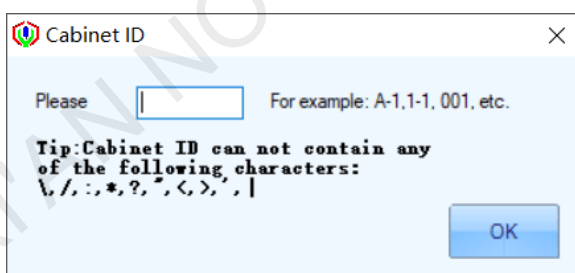 Cabinet ID
Please For example: A-1,1-1, 001, etc.
Tip:Cabinet ID can not contain any
of the following characters:
\,/,:,*,?,",<,>,',|
OK